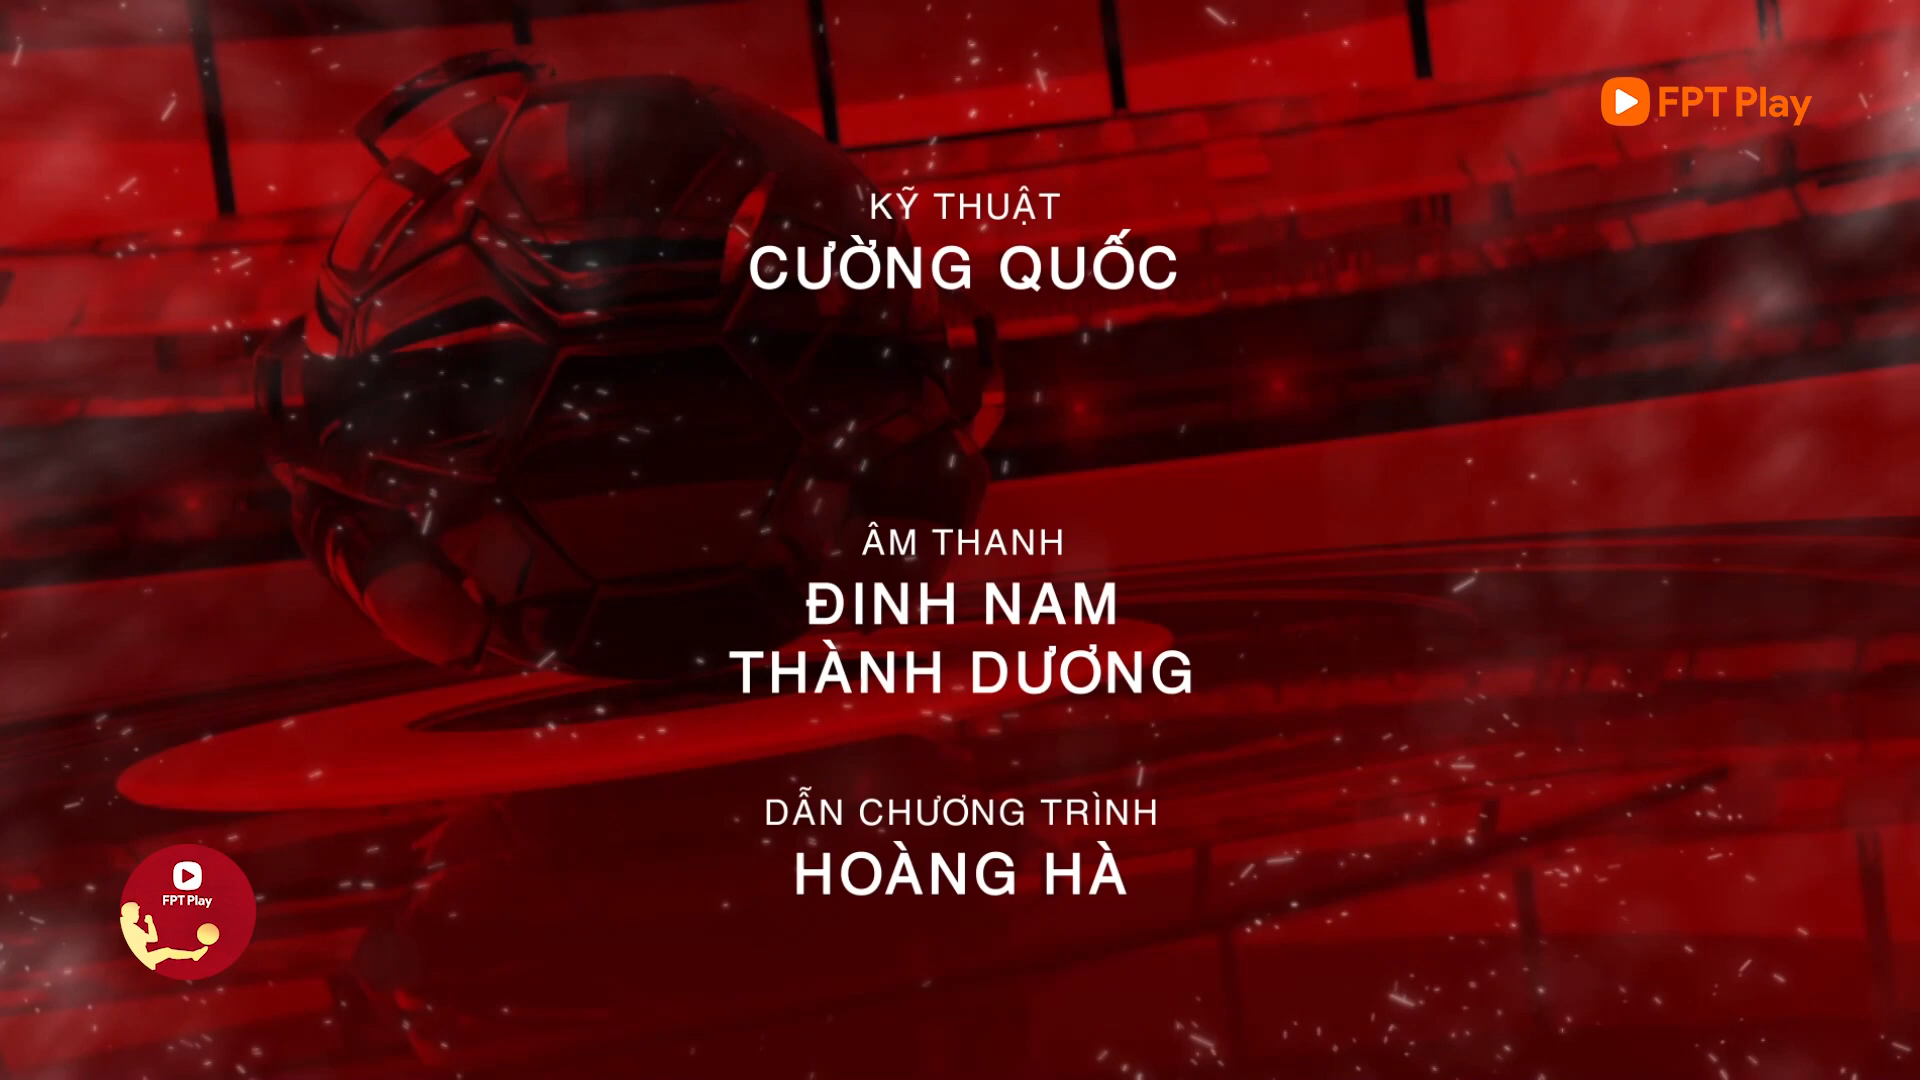 FPT Play
KỸ THUẬT
CƯỜNG QUỐC
ÂM THANH
ĐINH NAM
THÀNH DƯƠNG
DẪN CHƯƠNG TRÌNH
HOÀNG HÀ
FPT Play